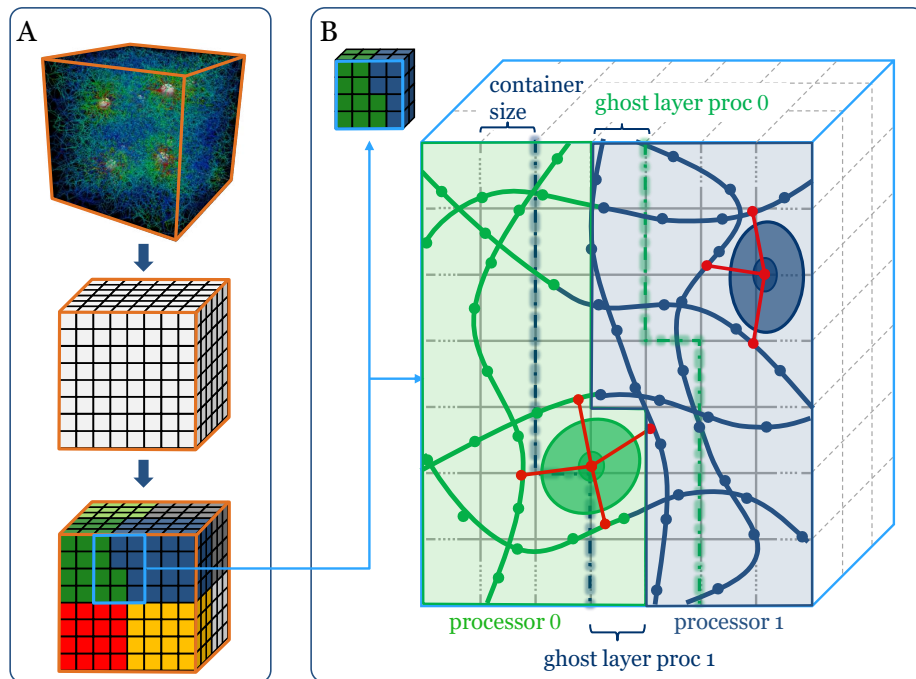 A
B
container
size
ghost layer proc 0
processor 0
processor 1
ghost layer proc 1